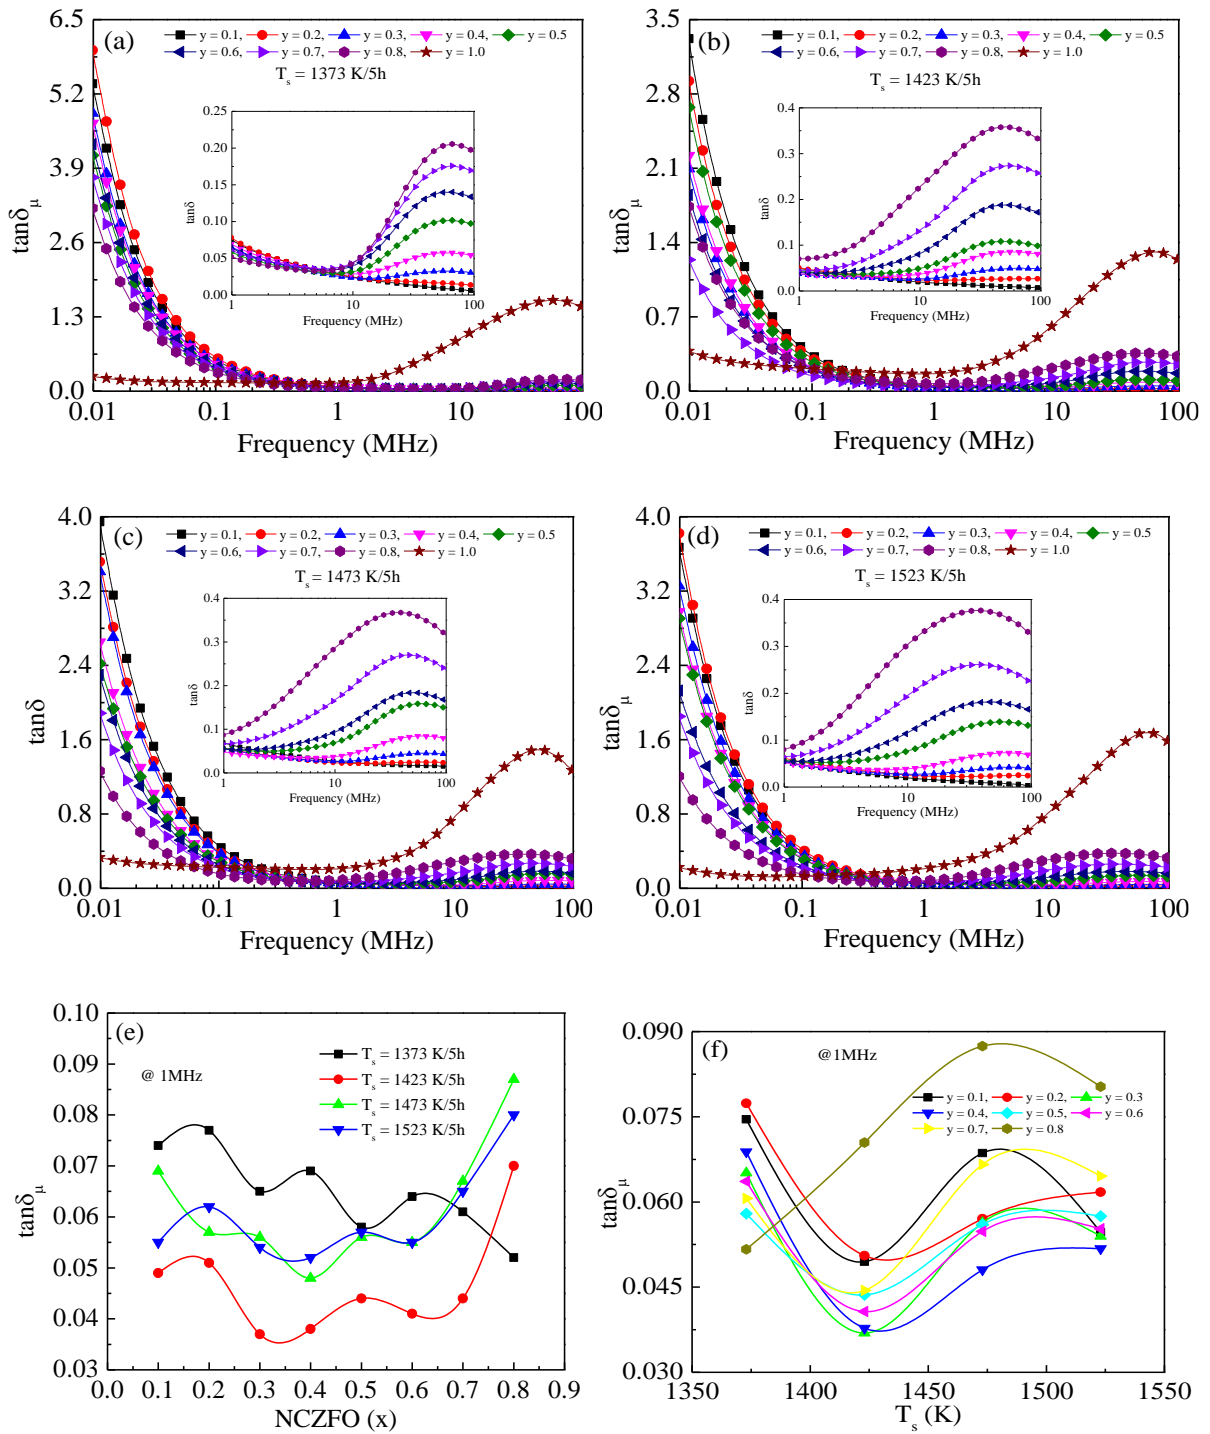 (a)
y = 0.1, y = 0.2, y = 0.3, y = 0.4, y = 0.5
y = 0.6, y = 0.7, y = 0.8, y = 1.0
Ts = 1373 K/5h
6.5
5.2
3.9
2.6
1.3
0.0
tanδμ
0.01 0.1 1 10 100
Frequency (MHz)
0.25
0.20
0.15
0.10
0.05
0.00
tanδ
1 10 100
Frequency (MHz)
(b)
y = 0.1, y = 0.2, y = 0.3, y = 0.4, y = 0.5
y = 0.6, y = 0.7, y = 0.8, y = 1.0
Ts = 1423 K/5h
3.5
2.8
2.1
1.4
0.7
0.0
tanδμ
0.01 0.1 1 10 100
Frequency (MHz)
0.4
0.3
0.2
0.1
0.0
tanδ
1 10 100
Frequency (MHz)
(c)
y = 0.1, y = 0.2, y = 0.3, y = 0.4, y = 0.5
y = 0.6, y = 0.7, y = 0.8, y = 1.0
Ts = 1473 K/5h
4.0
3.2
2.4
1.6
0.8
0.0
tanδ
0.01 0.1 1 10 100
Frequency (MHz)
0.4
0.3
0.2
0.1
0.0
tanδ
1 10 100
Frequency (MHz)
(d)
y = 0.1, y = 0.2, y = 0.3, y = 0.4, y = 0.5
y = 0.6, y = 0.7, y = 0.8, y = 1.0
Ts = 1523 K/5h
4.0
3.2
2.4
1.6
0.8
0.0
tanδμ
0.01 0.1 1 10 100
Frequency (MHz)
0.4
0.3
0.2
0.1
0.0
tanδ
1 10 100
Frequency (MHz)
(e)
@ 1MHz
Ts = 1373 K/5h
Ts = 1423 K/5h
Ts = 1473 K/5h
Ts = 1523 K/5h
0.10
0.09
0.08
0.07
0.06
0.05
0.04
0.03
tanδμ
0.0 0.1 0.2 0.3 0.4 0.5 0.6 0.7 0.8 0.9
NCZFO (x)
(f)
@1MHz
y = 0.1, y = 0.2, y = 0.3
y = 0.4, y = 0.5, y = 0.6
y = 0.7, y = 0.8
0.090
0.075
0.060
0.045
0.030
tanδμ
1350 1400 1450 1500 1550
Ts (K)